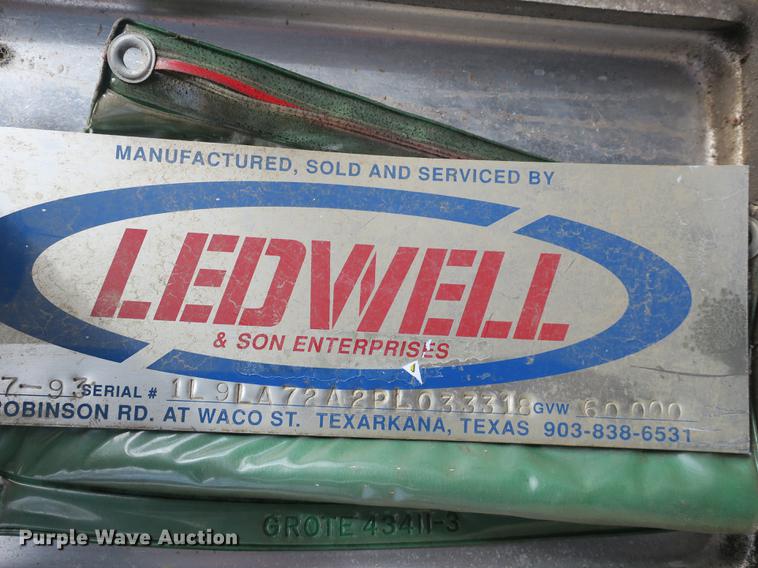 MANUFACTURED, SOLD AND SERVICED BY
LEDWELL
& SON ENTERPRISES
7-93 SERIAL # 1L9LA72A2PL033318 GVW 60 000
ROBINSON RD. AT WACO ST. TEXARKANA, TEXAS 903-838-6531
GROTE 43411-3
Purple Wave Auction